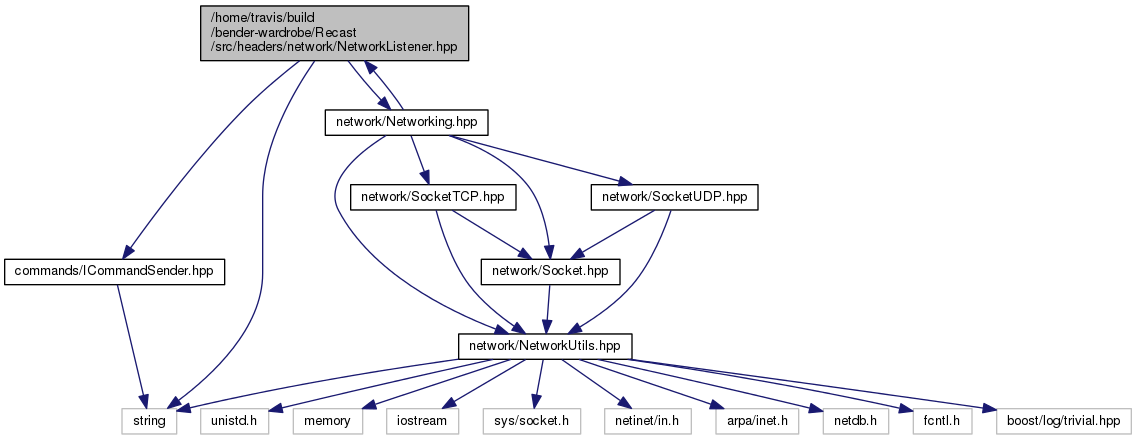 /home/travis/build
/bender-wardrobe/Recast
/src/headers/network/NetworkListener.hpp
network/Networking.hpp
network/SocketTCP.hpp
network/SocketUDP.hpp
commands/ICommandSender.hpp
network/Socket.hpp
network/NetworkUtils.hpp
string
unistd.h
memory
iostream
sys/socket.h
netinet/in.h
arpa/inet.h
netdb.h
fcntl.h
boost/log/trivial.hpp